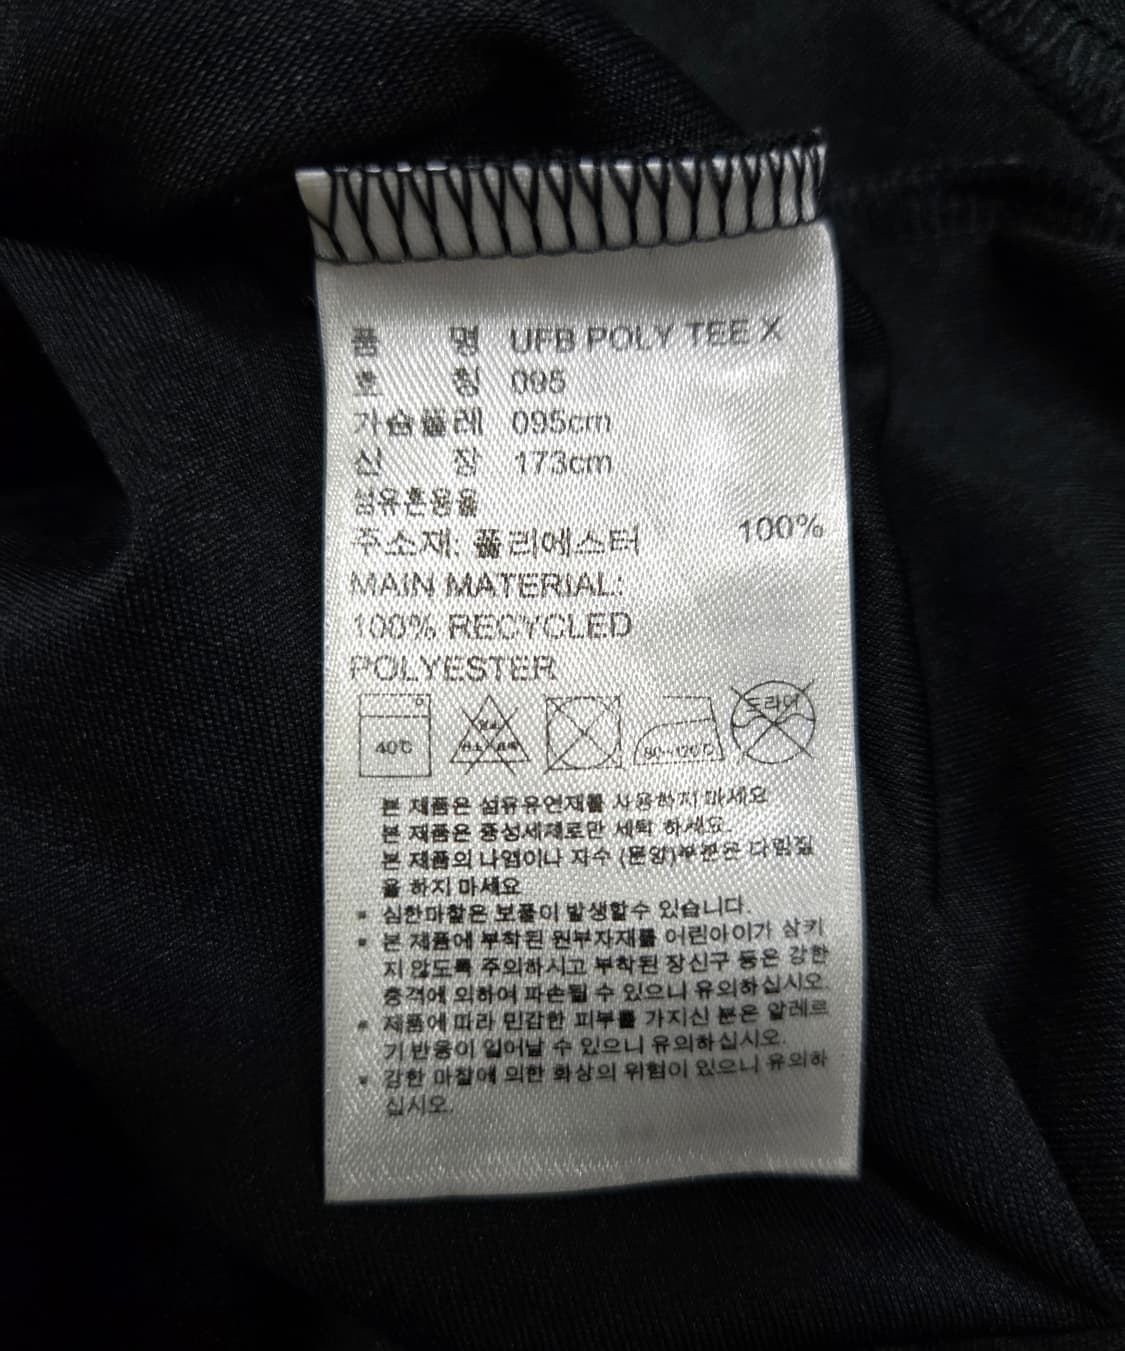 품 명 UFB POLY TEE X
호 칭 095
가슴둘레 095cm
신 장 173cm
섬유혼용율
주소재: 폴리에스터 100%
MAIN MATERIAL:
100% RECYCLED
POLYESTER
40℃ 80~120℃ 드라이
본 제품은 섬유유연제를 사용하지 마세요
본 제품은 중성세제로만 세탁 하세요.
본 제품의 나염이나 자수 (문양)부분은 다림질
을 하지 마세요
* 심한마찰은 보풀이 발생할수 있습니다.
* 본 제품에 부착된 원부자재를 어린아이가 삼키
지 않도록 주의하시고 부착된 장신구 등은 강한
충격에 의하여 파손될 수 있으니 유의하십시오.
* 제품에 따라 민감한 피부를 가지신 분은 알레르
기 반응이 일어날 수 있으니 유의하십시오.
* 강한 마찰에 의한 화상의 위험이 있으니 유의하
십시오.